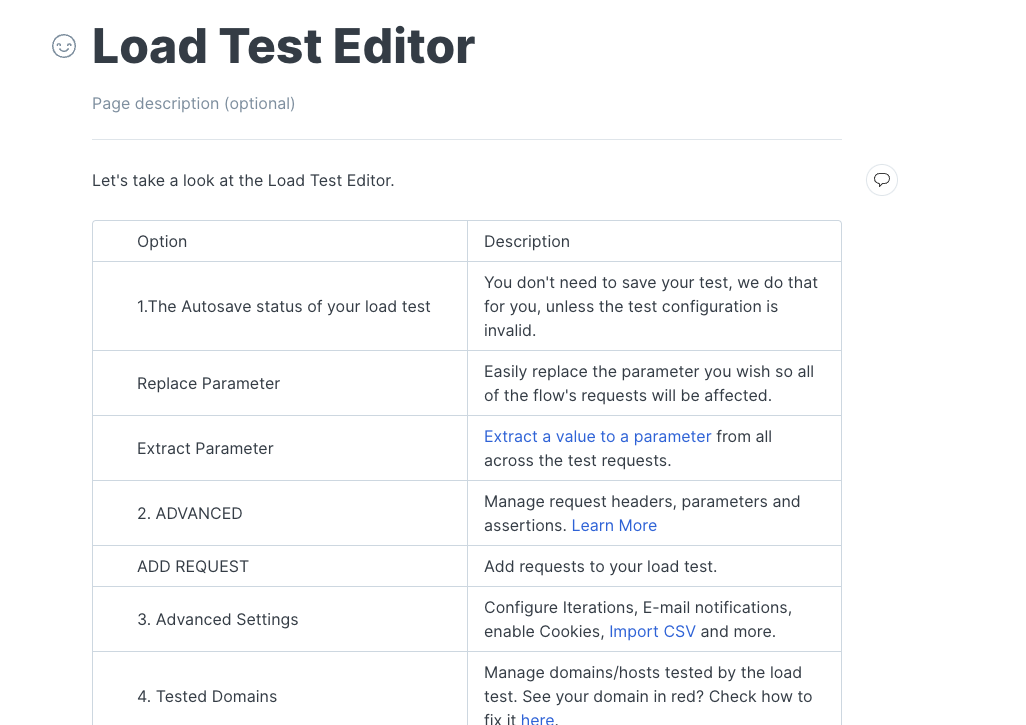 Load Test Editor
Page description (optional)
Let's take a look at the Load Test Editor.
Option
Description
1.The Autosave status of your load test
You don't need to save your test, we do that
for you, unless the test configuration is
invalid.
Replace Parameter
Easily replace the parameter you wish so all
of the flow's requests will be affected.
Extract Parameter
Extract a value to a parameter from all
across the test requests.
2. ADVANCED
Manage request headers, parameters and
assertions. Learn More
ADD REQUEST
Add requests to your load test.
3. Advanced Settings
Configure Iterations, E-mail notifications,
enable Cookies, Import CSV and more.
4. Tested Domains
Manage domains/hosts tested by the load
test. See your domain in red? Check how to
fix it here.